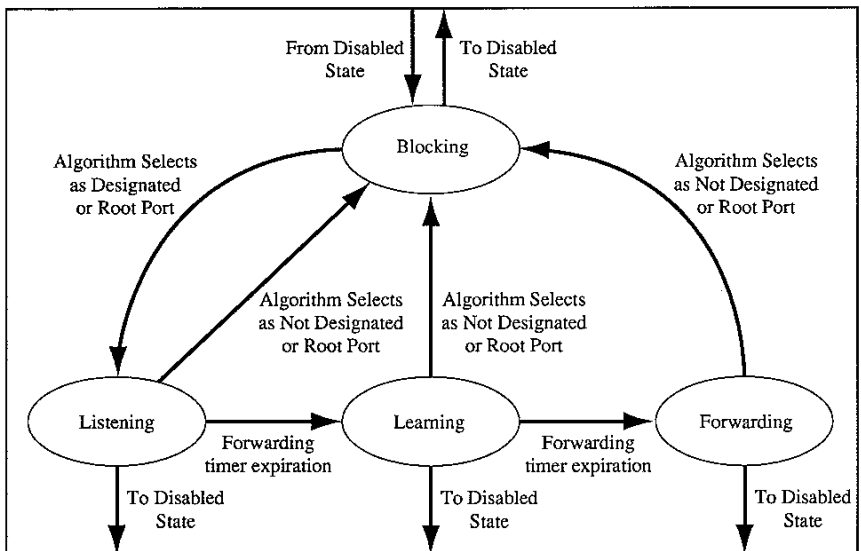 From Disabled
State
To Disabled
State
Blocking
Algorithm Selects
as Designated
or Root Port
Algorithm Selects
as Not Designated
or Root Port
Algorithm Selects
as Not Designated
or Root Port
Algorithm Selects
as Not Designated
or Root Port
Listening
Learning
Forwarding
Forwarding
timer expiration
Forwarding
timer expiration
To Disabled
State
To Disabled
State
To Disabled
State